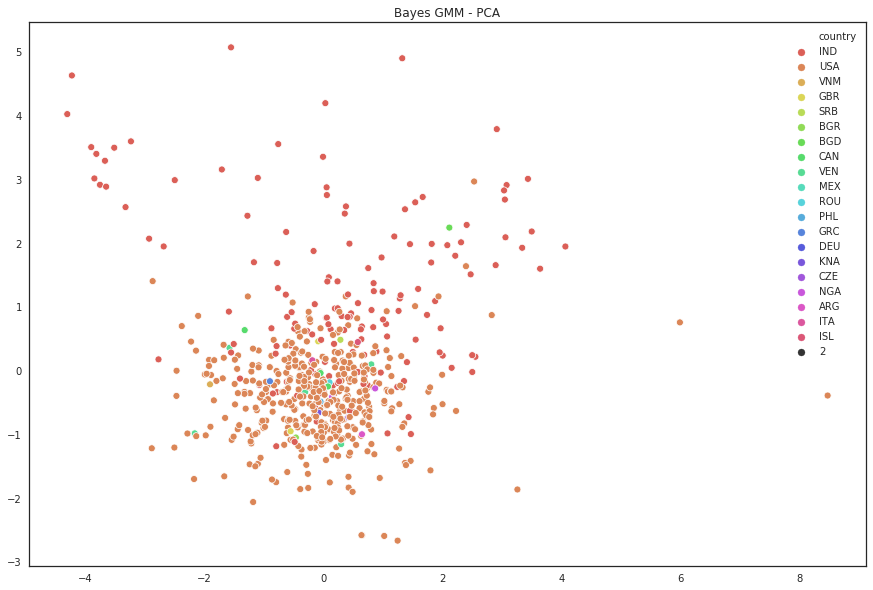 Bayes GMM - PCA
country
IND
USA
VNM
GBR
SRB
BGR
BGD
CAN
VEN
MEX
ROU
PHL
GRC
DEU
KNA
CZE
NGA
ARG
ITA
ISL
2
5
4
3
2
1
0
−1
−2
−3
−4 −2 0 2 4 6 8